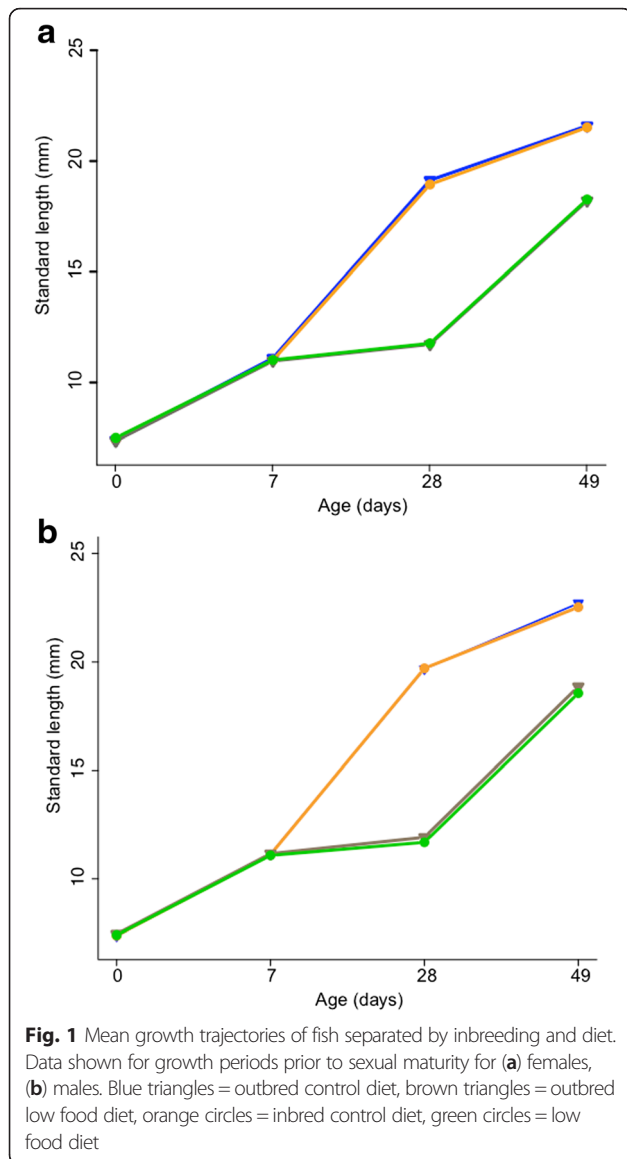 a
25
20
15
10
Standard length (mm)
0 7 28 49
Age (days)
b
25
20
15
10
Standard length (mm)
0 7 28 49
Age (days)
Fig. 1 Mean growth trajectories of fish separated by inbreeding and diet.
Data shown for growth periods prior to sexual maturity for (a) females,
(b) males. Blue triangles = outbred control diet, brown triangles = outbred
low food diet, orange circles = inbred control diet, green circles = low
food diet